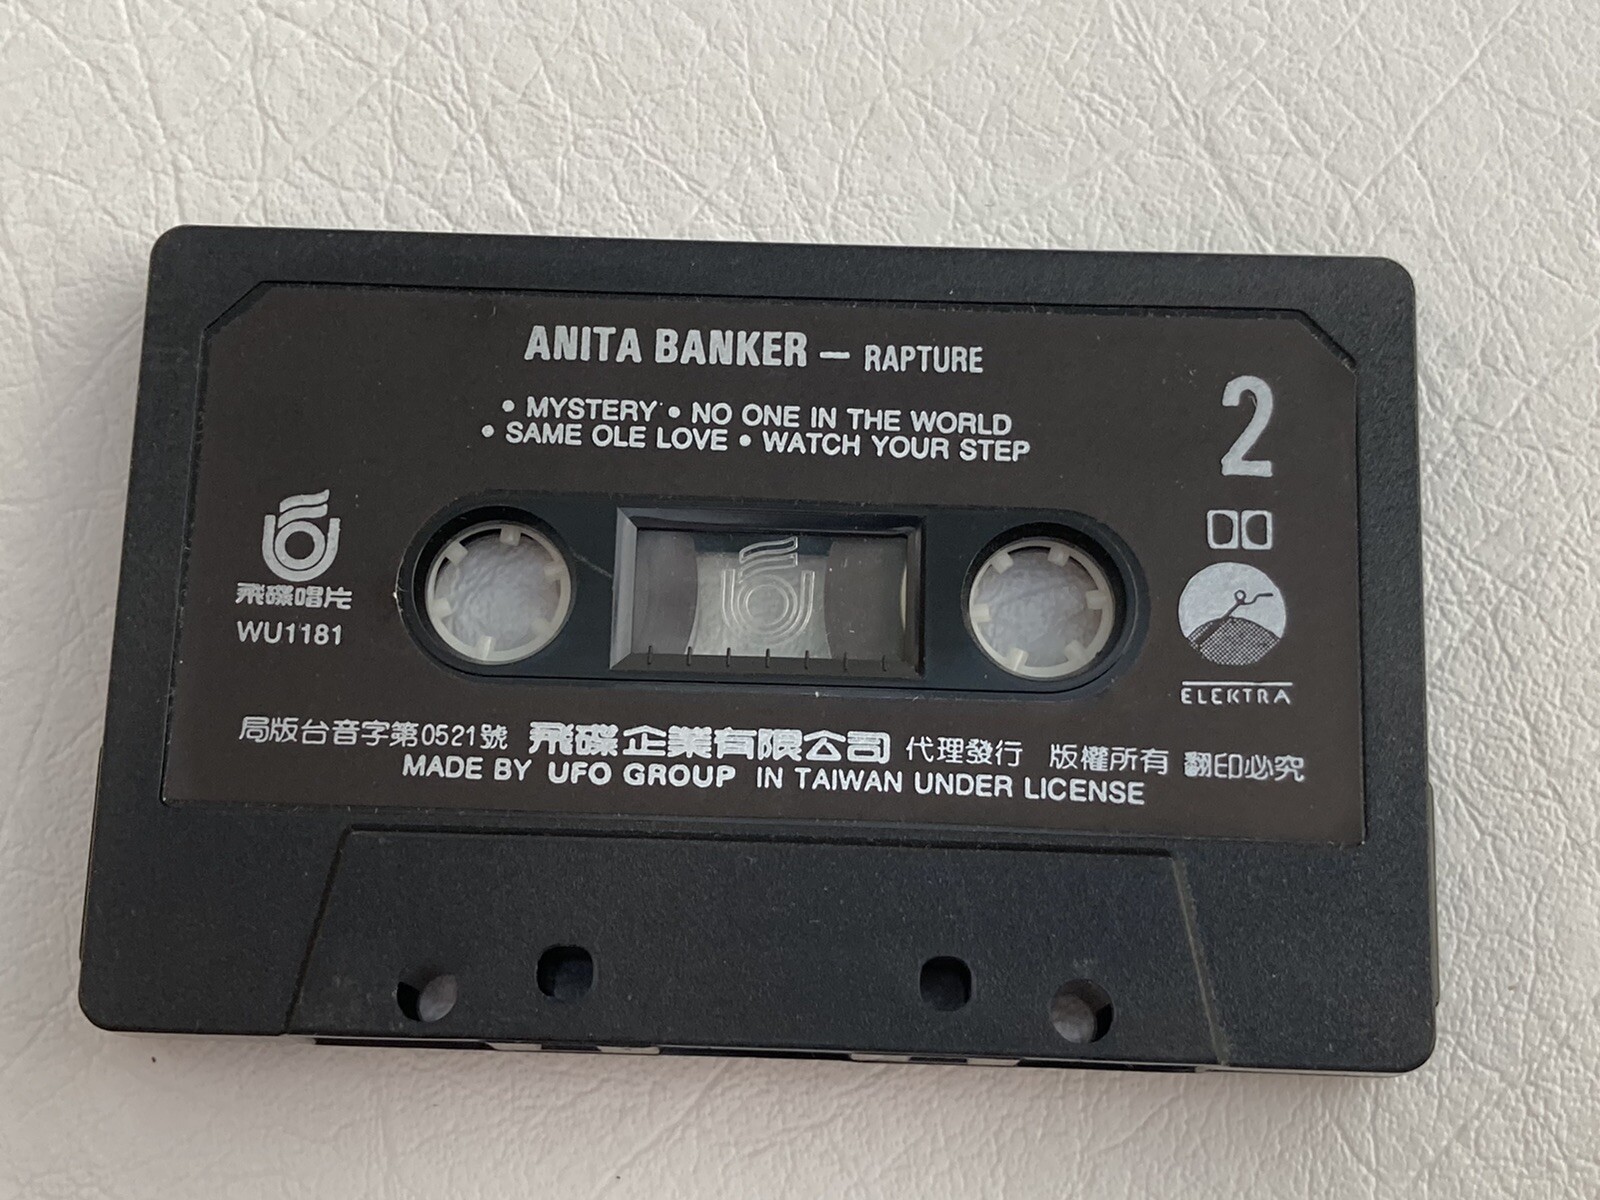 ANITA BANKER — RAPTURE
• MYSTERY • NO ONE IN THE WORLD
• SAME OLE LOVE • WATCH YOUR STEP
2
飛碟唱片
WU1181
ELEKTRA
局版台音字第0521號 飛碟企業有限公司 代理發行 版權所有 翻印必究
MADE BY UFO GROUP IN TAIWAN UNDER LICENSE